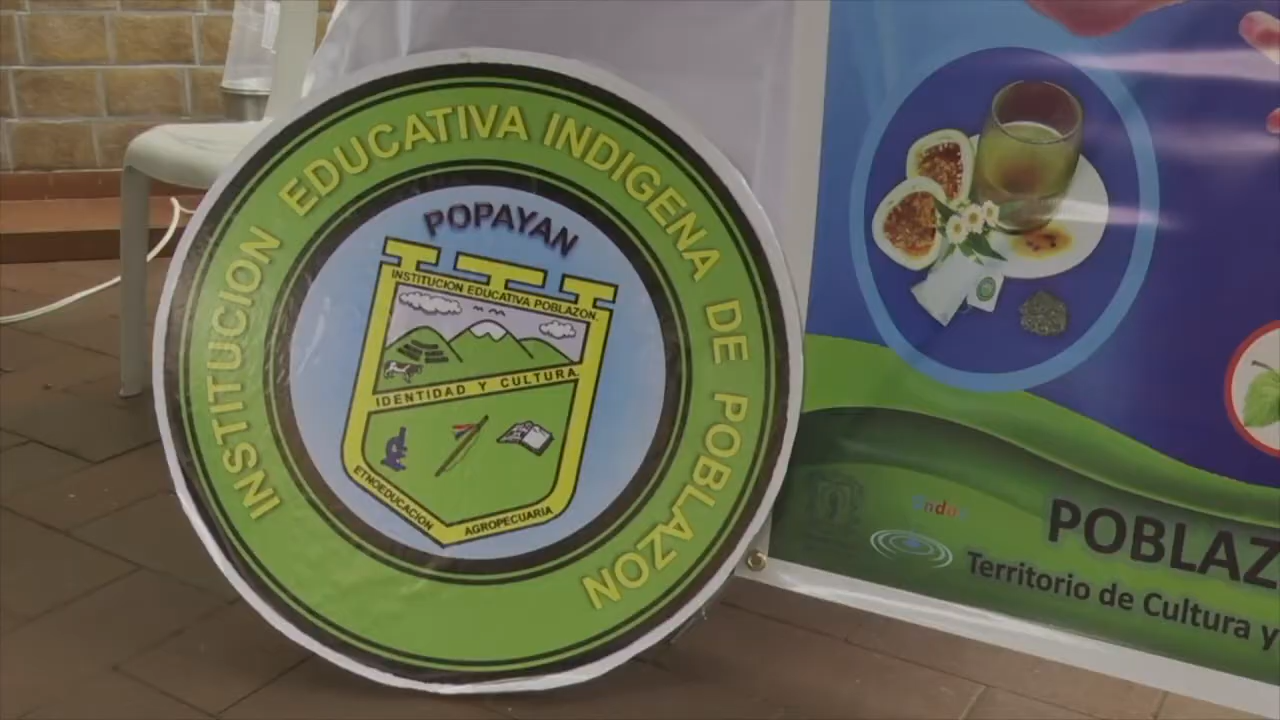 INSTITUCION EDUCATIVA INDIGENA DE POBLAZON
POPAYAN
INSTITUCION EDUCATIVA POBLAZON.
IDENTIDAD Y CULTURA.
ETNOEDUCACION AGROPECUARIA
POBLAZ
Territorio de Cultura y